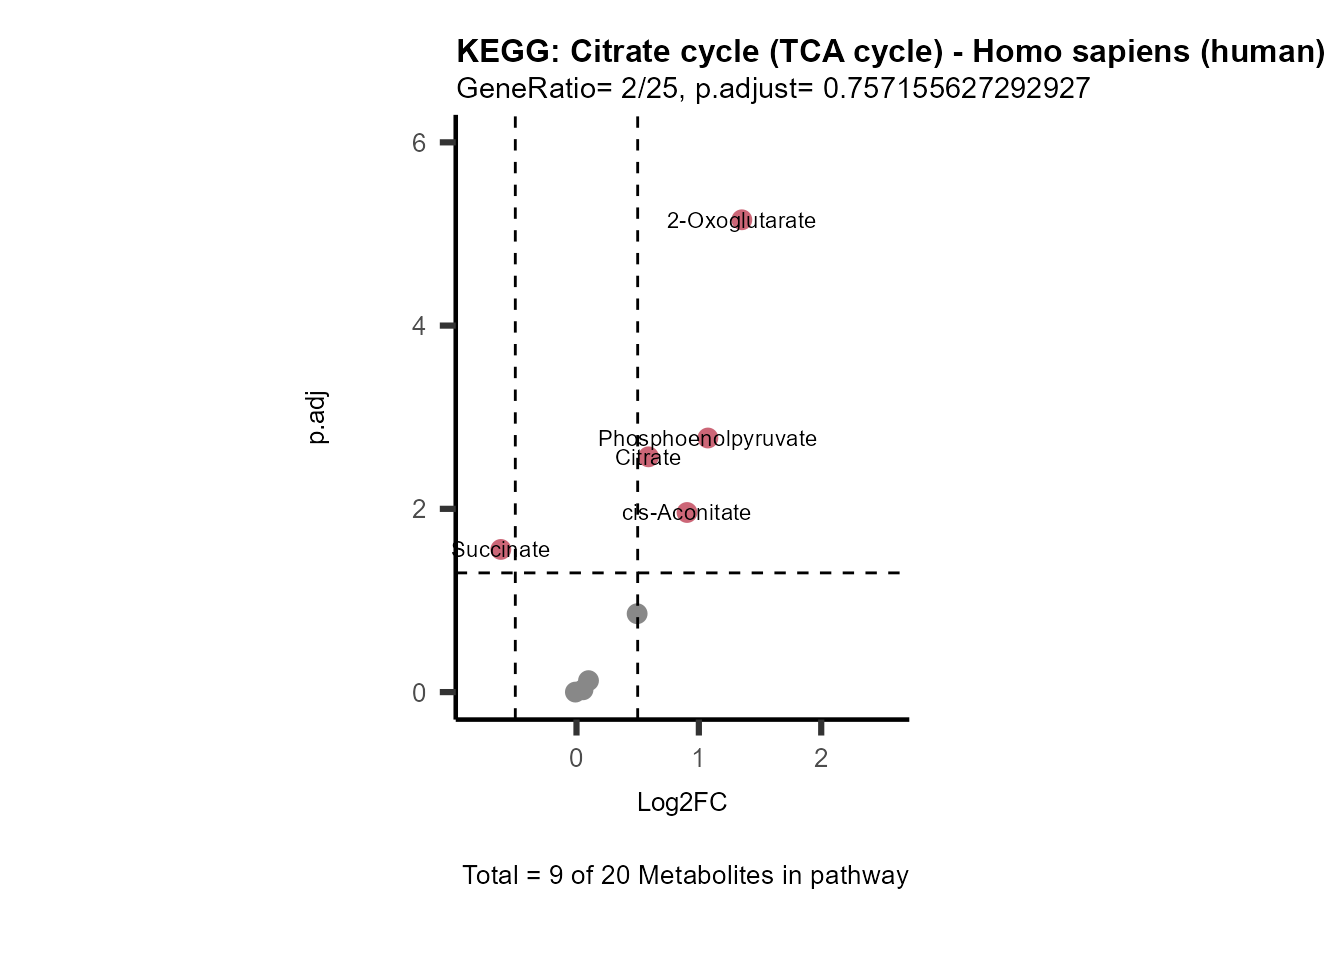 KEGG: Citrate cycle (TCA cycle) - Homo sapiens (human)
GeneRatio= 2/25, p.adjust= 0.757155627292927
6
2-Oxoglutarate
4
p.adj
Phosphoenolpyruvate
Citrate
2
cis-Aconitate
Succinate
0
0 1 2
Log2FC
Total = 9 of 20 Metabolites in pathway